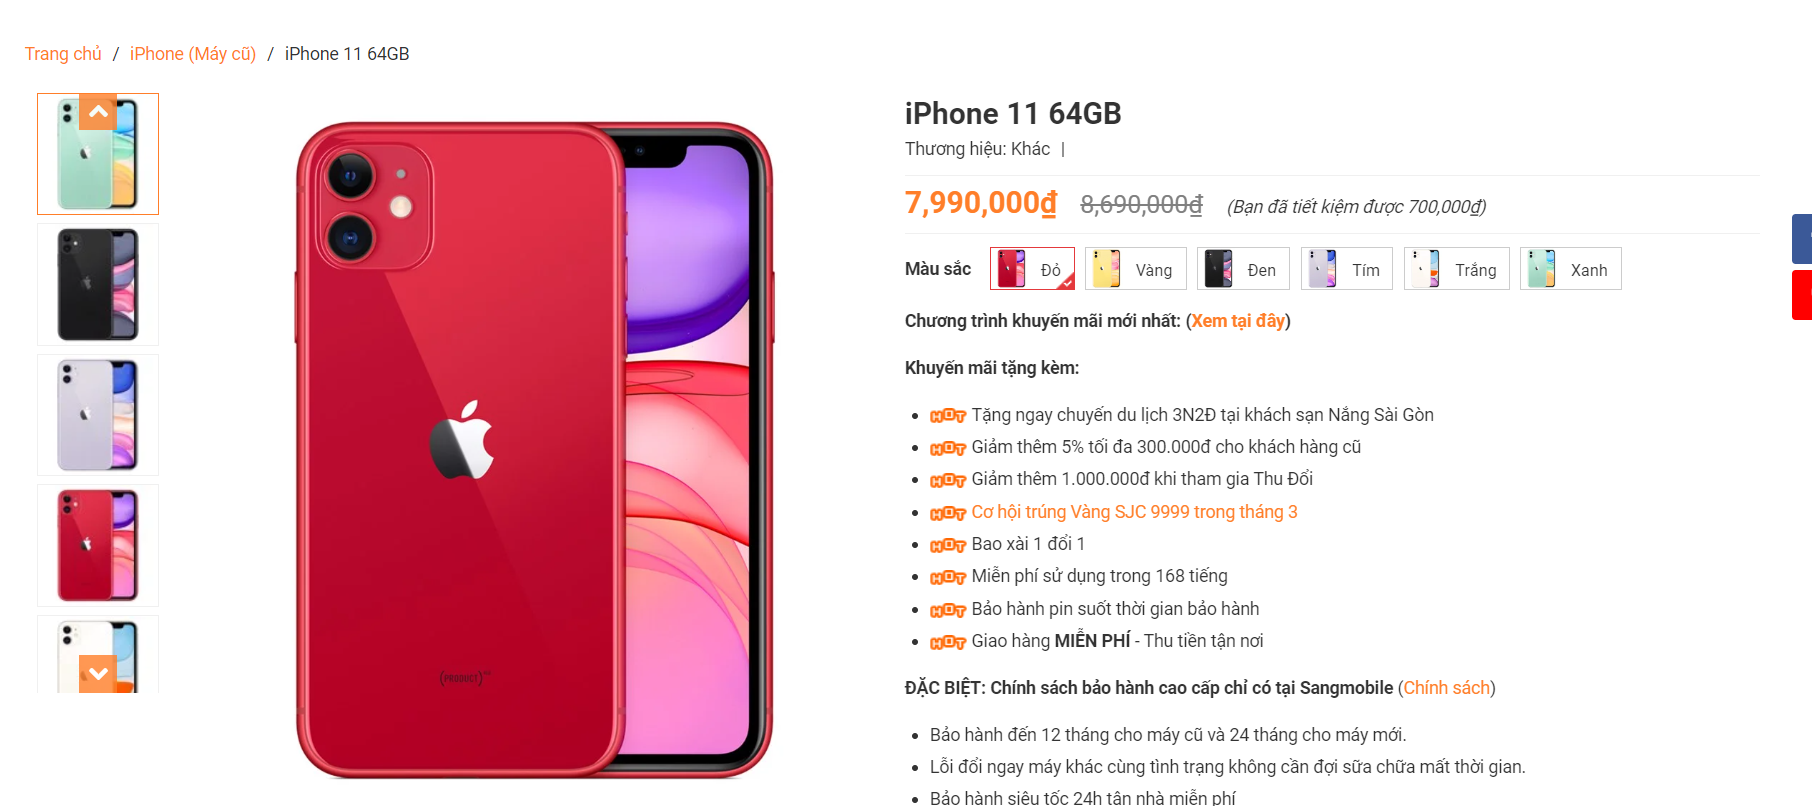 Trang chủ / iPhone (Máy cũ) / iPhone 11 64GB
iPhone 11 64GB
Thương hiệu: Khác |
7,990,000₫ 8,690,000₫ (Bạn đã tiết kiệm được 700,000₫)
Màu sắc Đỏ Vàng Đen Tím Trắng Xanh
Chương trình khuyến mãi mới nhất: (Xem tại đây)
Khuyến mãi tặng kèm:
HOT Tặng ngay chuyến du lịch 3N2Đ tại khách sạn Nắng Sài Gòn
HOT Giảm thêm 5% tối đa 300.000đ cho khách hàng cũ
HOT Giảm thêm 1.000.000đ khi tham gia Thu Đổi
HOT Cơ hội trúng Vàng SJC 9999 trong tháng 3
HOT Bao xài 1 đổi 1
HOT Miễn phí sử dụng trong 168 tiếng
HOT Bảo hành pin suốt thời gian bảo hành
HOT Giao hàng MIỄN PHÍ - Thu tiền tận nơi
(PRODUCT)
ĐẶC BIỆT: Chính sách bảo hành cao cấp chỉ có tại Sangmobile (Chính sách)
Bảo hành đến 12 tháng cho máy cũ và 24 tháng cho máy mới.
Lỗi đổi ngay máy khác cùng tình trạng không cần đợi sữa chữa mất thời gian.
Bảo hành siêu tốc 24h tận nhà miễn phí